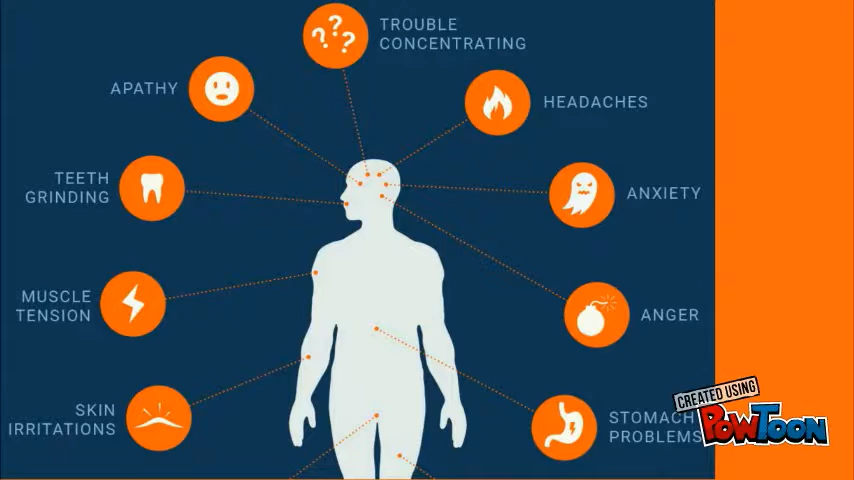 TROUBLE
CONCENTRATING
APATHY
HEADACHES
TEETH
GRINDING
ANXIETY
MUSCLE
TENSION
ANGER
SKIN
IRRITATIONS
STOMACH
PROBLEMS
CREATED USING
POWTOON